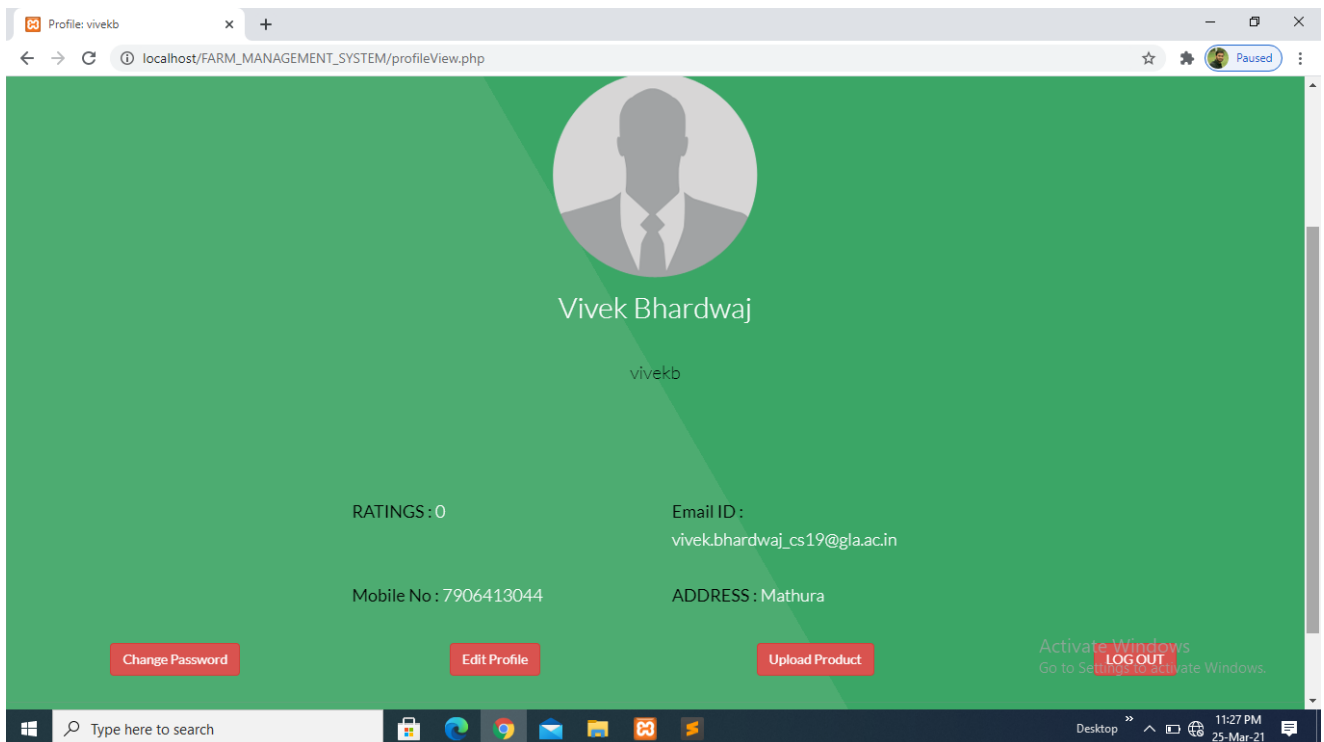 Profile: vivekb
localhost/FARM_MANAGEMENT_SYSTEM/profileView.php
Paused
Vivek Bhardwaj
vivekb
RATINGS : 0
Email ID :
vivek.bhardwaj_cs19@gla.ac.in
Mobile No : 7906413044
ADDRESS : Mathura
Change Password
Edit Profile
Upload Product
LOG OUT
Activate Windows
Go to Settings to activate Windows.
Type here to search
Desktop
11:27 PM
25-Mar-21